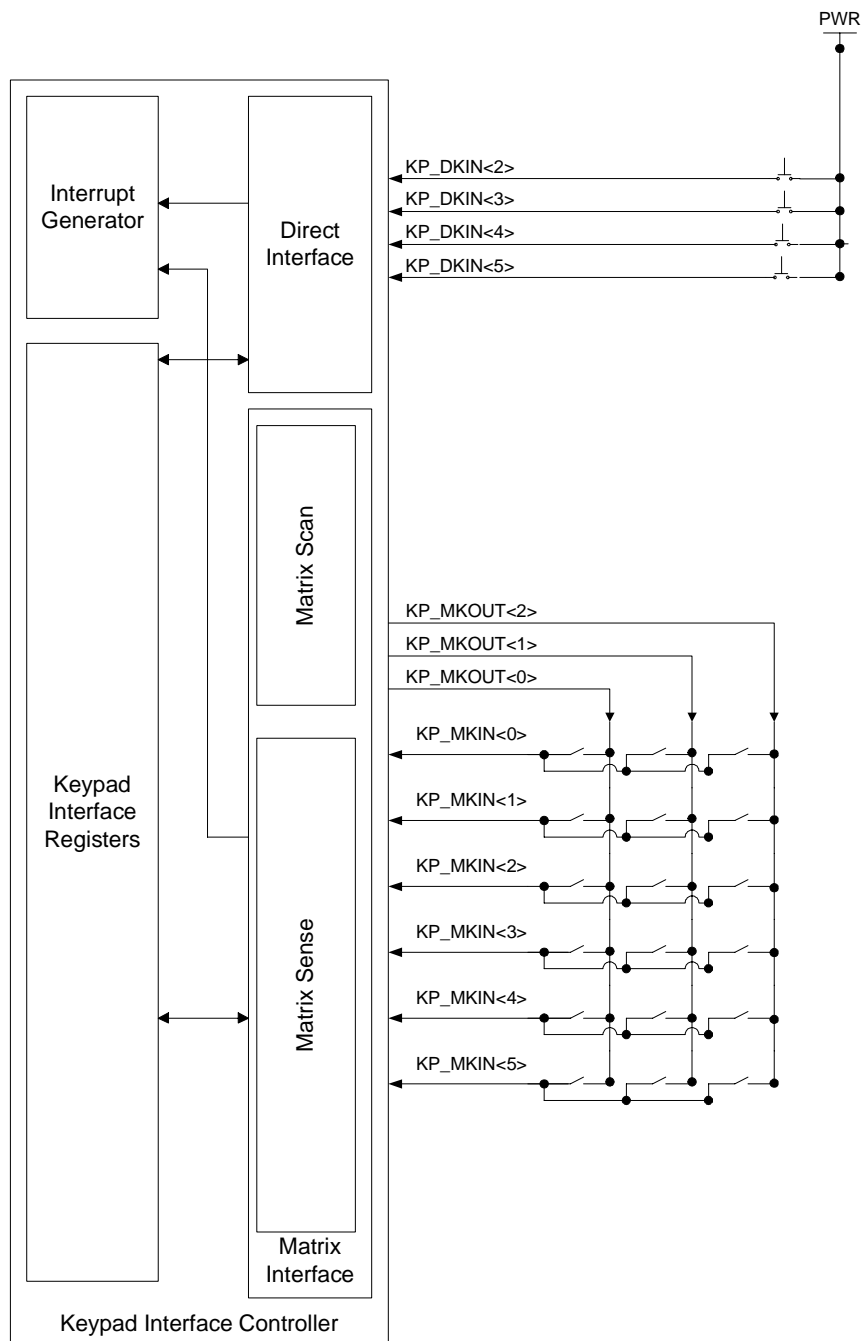 PWR
KP_DKIN<2>
KP_DKIN<3>
KP_DKIN<4>
KP_DKIN<5>
Interrupt
Generator
Direct
Interface
Matrix Scan
KP_MKOUT<2>
KP_MKOUT<1>
KP_MKOUT<0>
KP_MKIN<0>
KP_MKIN<1>
KP_MKIN<2>
KP_MKIN<3>
KP_MKIN<4>
KP_MKIN<5>
Keypad
Interface
Registers
Matrix Sense
Matrix
Interface
Keypad Interface Controller